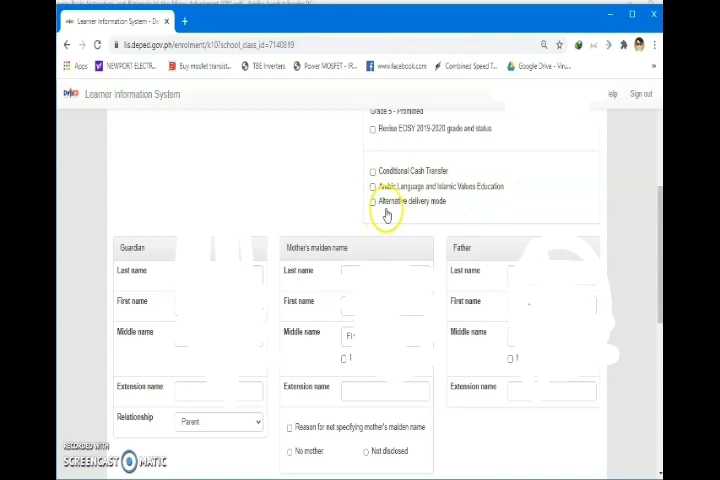 Learner Information System - De
lis.deped.gov.ph/enrolment/k10?school_class_id=7140819
Apps
NEWPORT ELECTR...
Buy mosfet transist...
TBE Inverters
Power MOSFET - IR...
www.facebook.com
Combined Speed T...
Google Drive - Viru...
»
DepED
Learner Information System
Help
Sign out
Grade 5 - Promoted
Revise EOSY 2019-2020 grade and status
Conditional Cash Transfer
Arabic Language and Islamic Values Education
Alternative delivery mode
Guardian
Mother's maiden name
Father
Last name
Last name
Last name
First name
First name
First name
Middle name
Middle name
Middle name
Extension name
Extension name
Extension name
Relationship
Parent
Reason for not specifying mother's maiden name
No mother
Not disclosed
RECORDED WITH
SCREENCAST MATIC